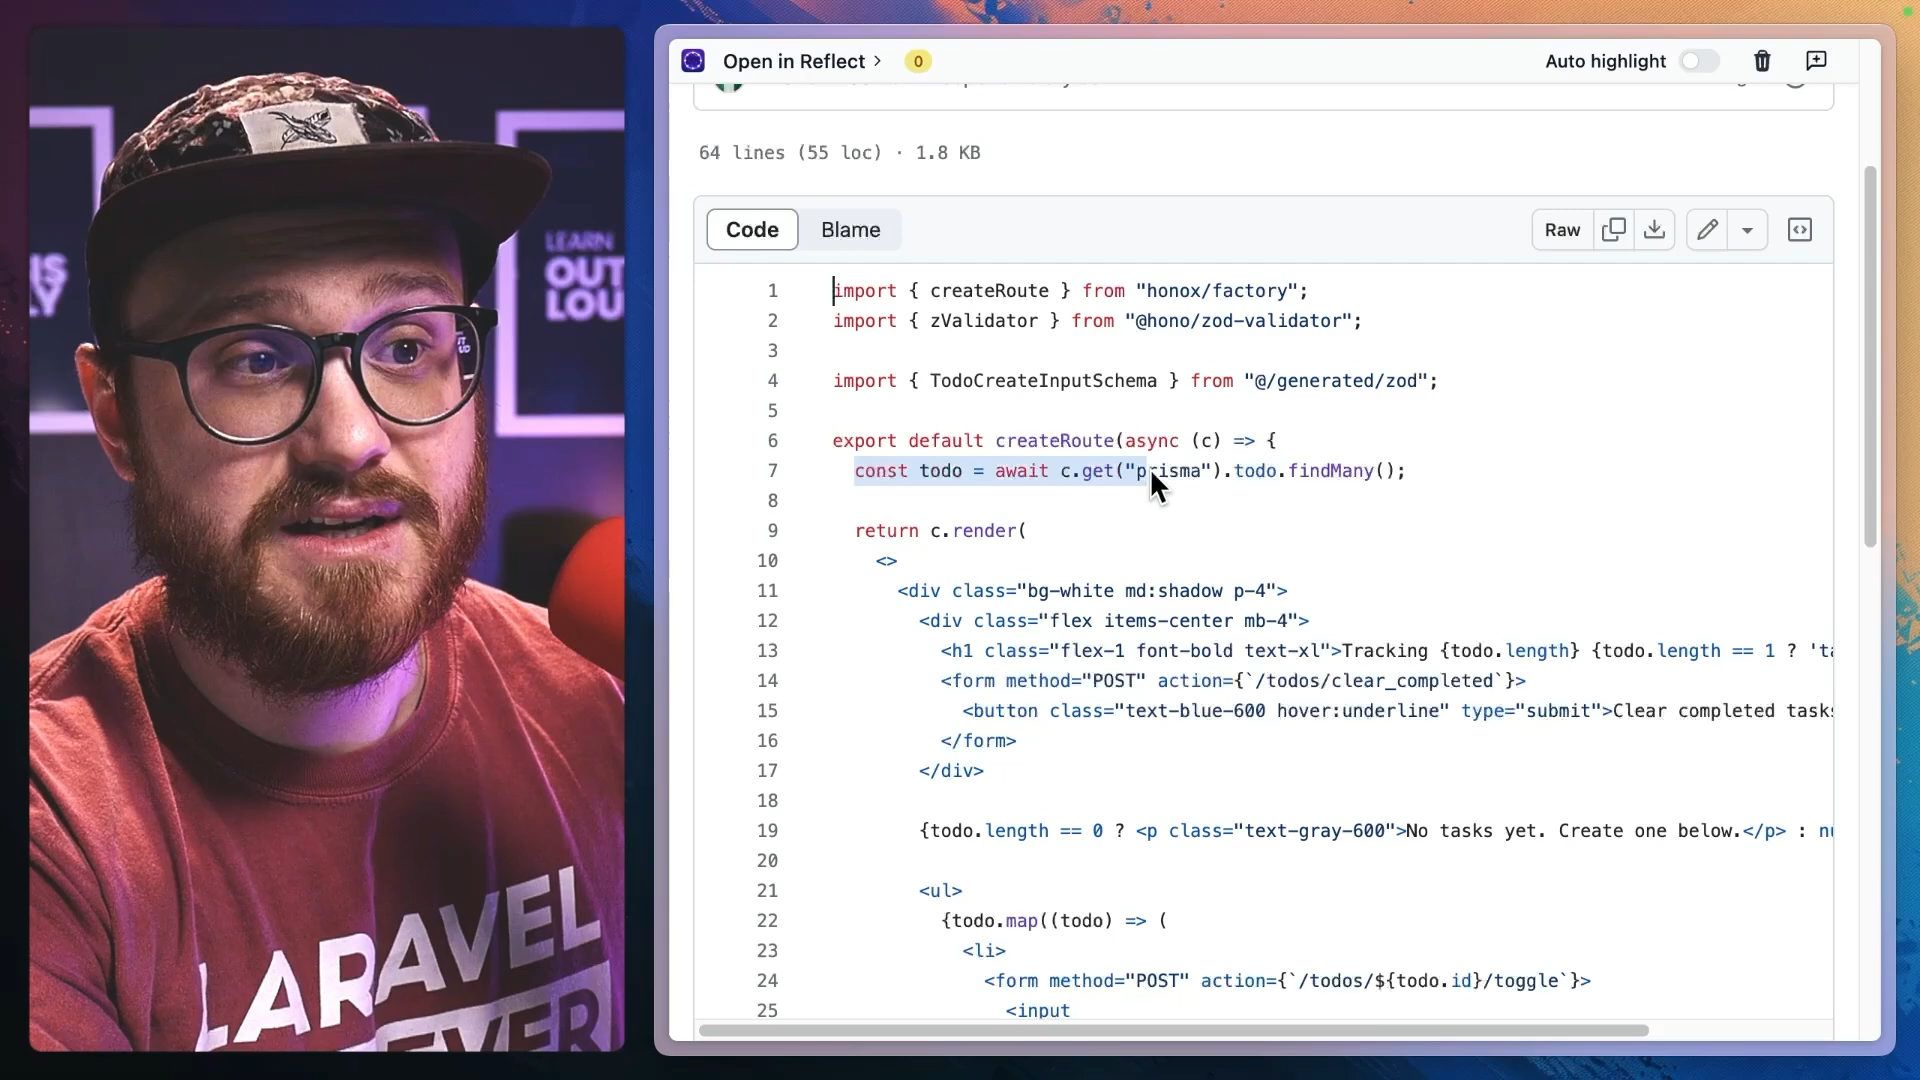 Open in Reflect >
0
Auto highlight
64 lines (55 loc) · 1.8 KB
Code
Blame
Raw
1 import { createRoute } from "honox/factory";
2 import { zValidator } from "@hono/zod-validator";
3
4 import { TodoCreateInputSchema } from "@/generated/zod";
5
6 export default createRoute(async (c) => {
7 const todo = await c.get("prisma").todo.findMany();
8
9 return c.render(
10 <>
11 <div class="bg-white md:shadow p-4">
12 <div class="flex items-center mb-4">
13 <h1 class="flex-1 font-bold text-xl">Tracking {todo.length} {todo.length == 1 ? 'ta
14 <form method="POST" action={`/todos/clear_completed`}>
15 <button class="text-blue-600 hover:underline" type="submit">Clear completed tasks
16 </form>
17 </div>
18
19 {todo.length == 0 ? <p class="text-gray-600">No tasks yet. Create one below.</p> : nu
20
21 <ul>
22 {todo.map((todo) => (
23 <li>
24 <form method="POST" action={`/todos/${todo.id}/toggle`}>
25 <input
LEARN
OUT
LOU
LARAVEL
EVER